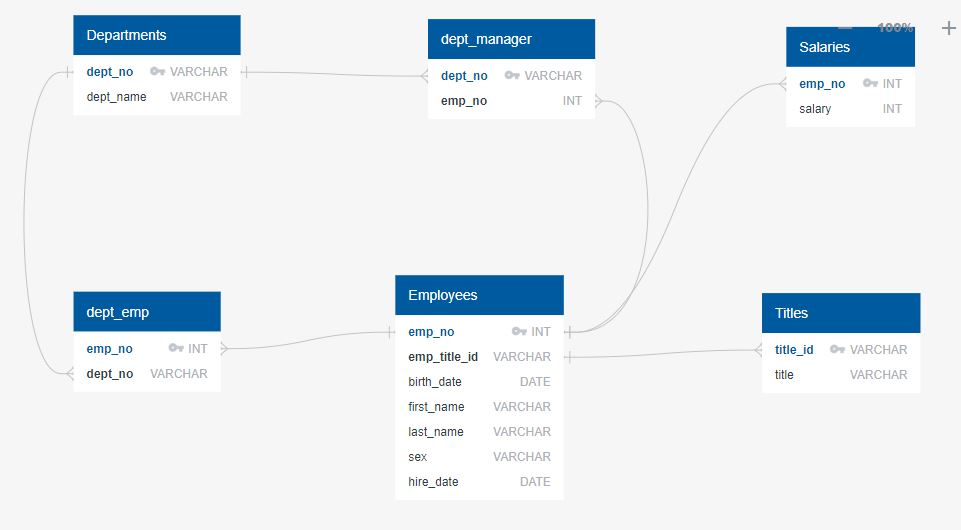 Departments
dept_no VARCHAR
dept_name VARCHAR
dept_manager
dept_no VARCHAR
emp_no INT
100%
Salaries
emp_no INT
salary INT
dept_emp
emp_no INT
dept_no VARCHAR
Employees
emp_no INT
emp_title_id VARCHAR
birth_date DATE
first_name VARCHAR
last_name VARCHAR
sex VARCHAR
hire_date DATE
Titles
title_id VARCHAR
title VARCHAR